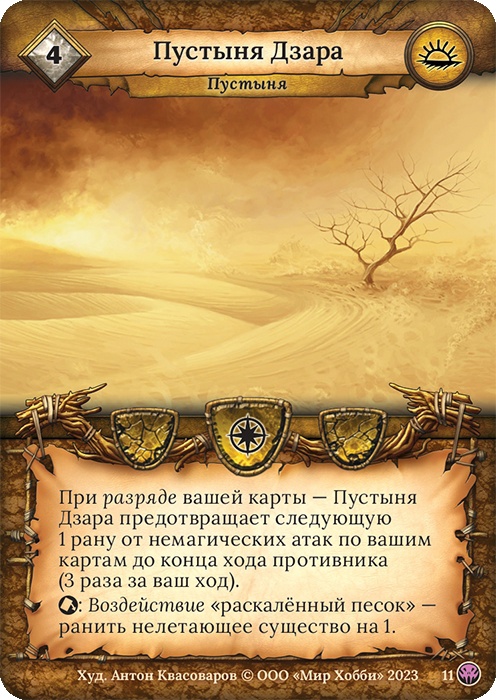 4
Пустыня Дзара
Пустыня
При разряде вашей карты — Пустыня
Дзара предотвращает следующую
1 рану от немагических атак по вашим
картам до конца хода противника
(3 раза за ваш ход).
: Воздействие «раскалённый песок» —
ранить нелетающее существо на 1.
Худ. Антон Квасоваров © ООО «Мир Хобби» 2023 11